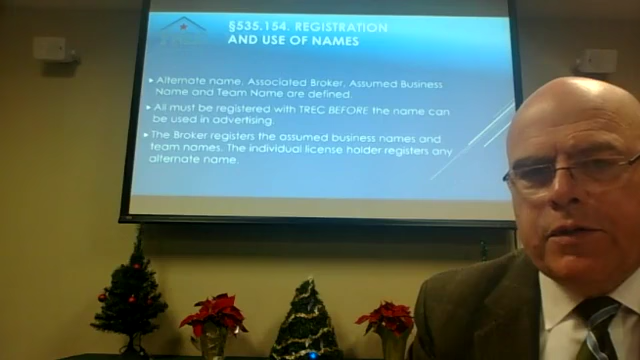 §535.154. REGISTRATION
AND USE OF NAMES
Alternate name, Associated Broker, Assumed Business
Name and Team Name are defined.
All must be registered with TREC BEFORE the name can
be used in advertising.
The Broker registers the assumed business names and
team names. The individual license holder registers any
alternate name.